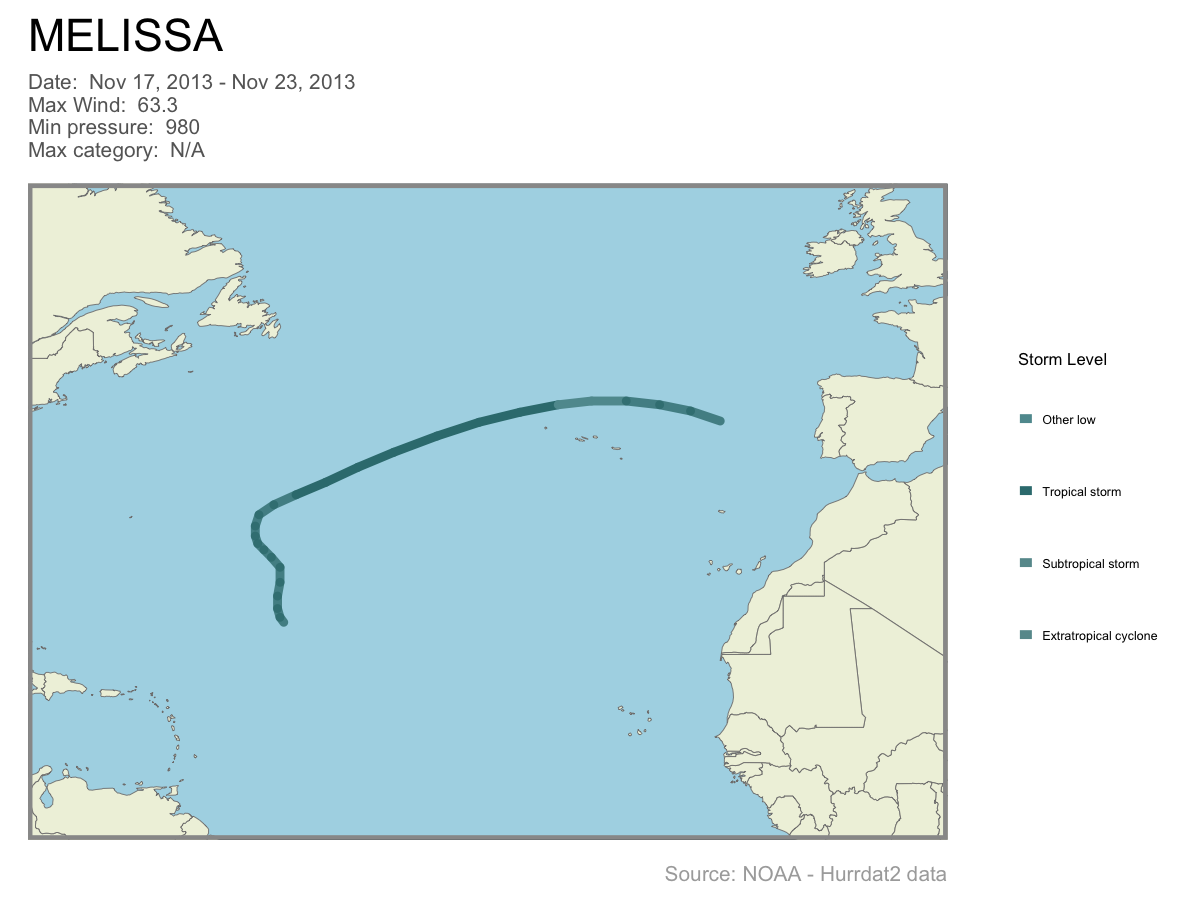 MELISSA
Date:  Nov 17, 2013 - Nov 23, 2013
Max Wind:  63.3
Min pressure:  980
Max category:  N/A
Storm Level
Other low
Tropical storm
Subtropical storm
Extratropical cyclone
Source: NOAA - Hurrdat2 data